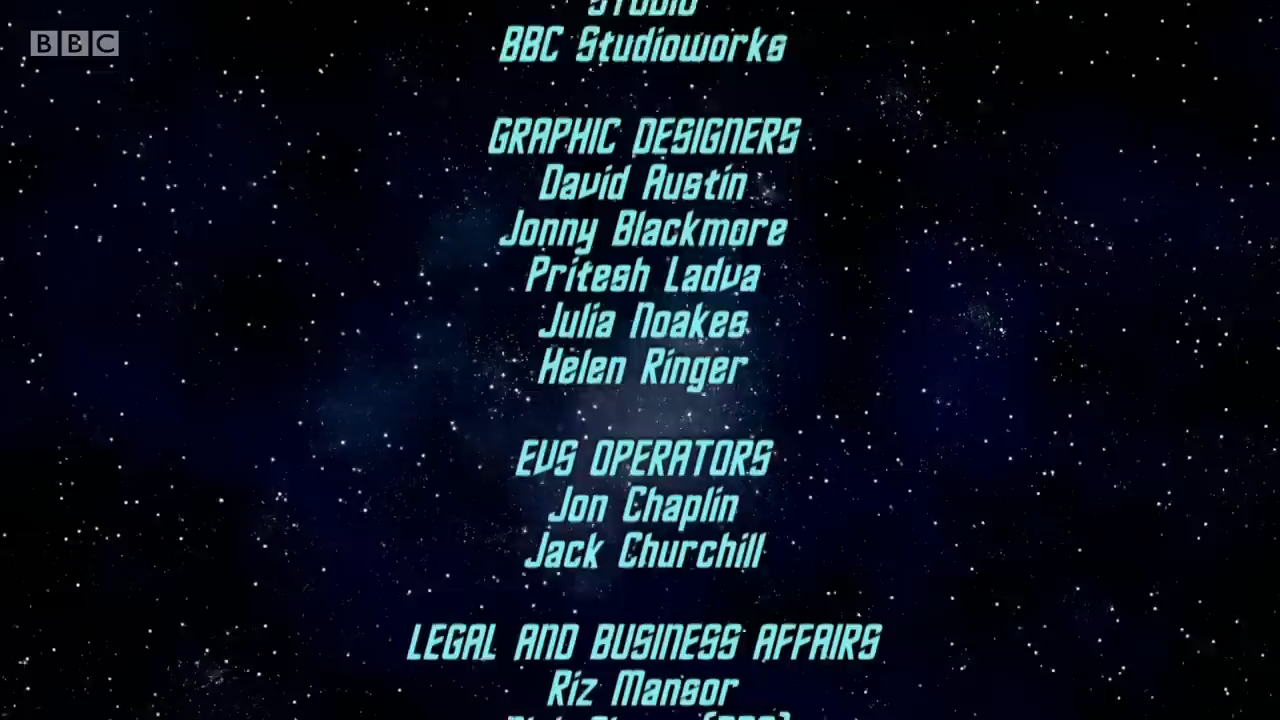 STUDIO
BBC
BBC Studioworks
GRAPHIC DESIGNERS
David Austin
Jonny Blackmore
Pritesh Ladva
Julia Noakes
Helen Ringer
EVS OPERATORS
Jon Chaplin
Jack Churchill
LEGAL AND BUSINESS AFFAIRS
Riz Mansor